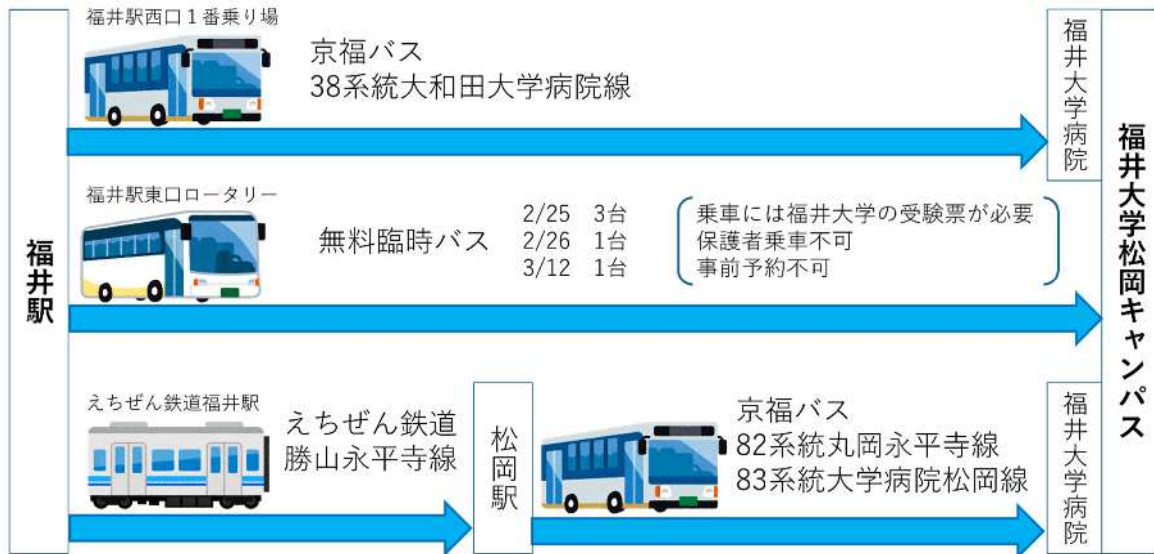 福井駅
福井駅西口１番乗り場
京福バス
38系統大和田大学病院線
福井大学病院
福井駅東口ロータリー
無料臨時バス
2/25 3台
2/26 1台
3/12 1台
乗車には福井大学の受験票が必要
保護者乗車不可
事前予約不可
えちぜん鉄道福井駅
えちぜん鉄道
勝山永平寺線
松岡駅
京福バス
82系統丸岡永平寺線
83系統大学病院松岡線
福井大学病院
福井大学松岡キャンパス